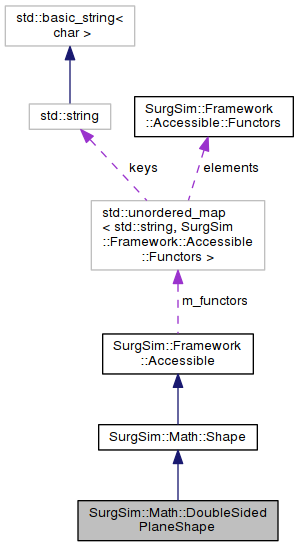 std::basic_string<
char >
std::string
SurgSim::Framework
::Accessible::Functors
keys
elements
std::unordered_map
< std::string, SurgSim
::Framework::Accessible
::Functors >
m_functors
SurgSim::Framework
::Accessible
SurgSim::Math::Shape
SurgSim::Math::DoubleSided
PlaneShape